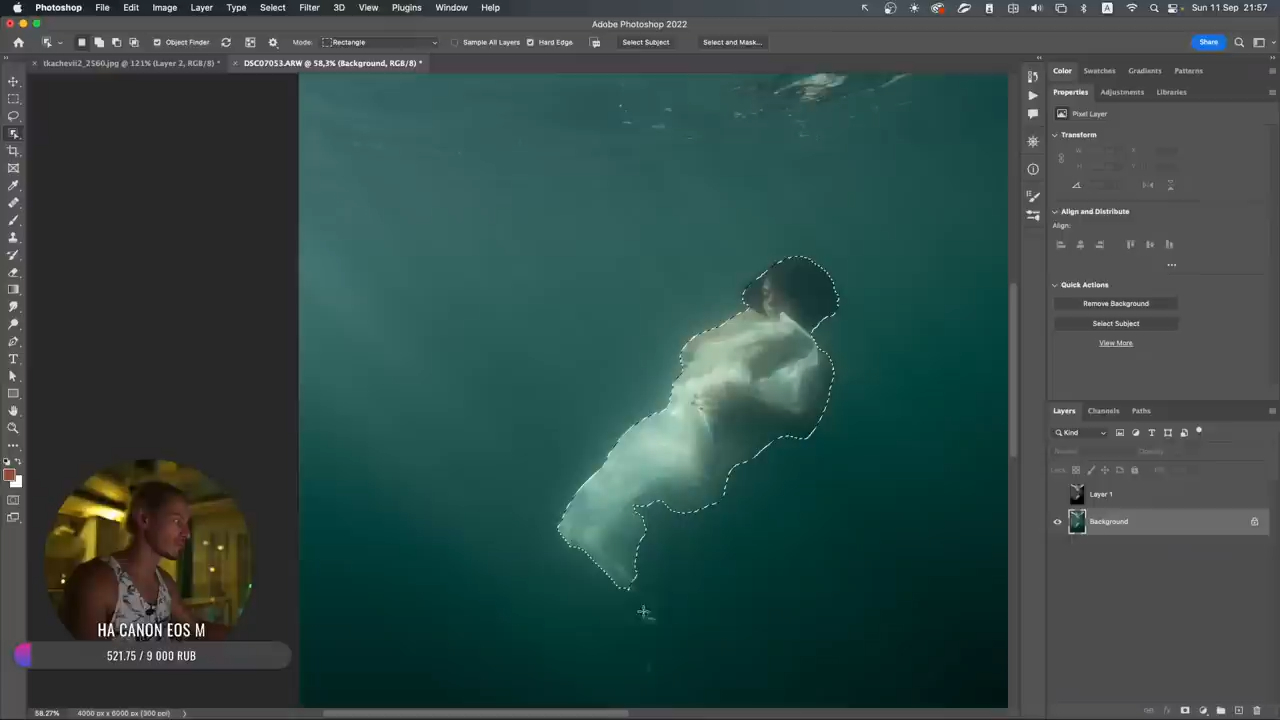 Photoshop File Edit Image Layer Type Select Filter 3D View Plugins Window Help A Sun 11 Sep 21:57
Adobe Photoshop 2022
Object Finder Mode: Rectangle Sample All Layers Hard Edge Select Subject Select and Mask... Share
tkachevii2_2560.jpg @ 121% (Layer 2, RGB/8) * DSC07053.ARW @ 58,3% (Background, RGB/8) *
Color Swatches Gradients Patterns
Properties Adjustments Libraries
Pixel Layer
Transform
Align and Distribute
Align:
Quick Actions
Remove Background
Select Subject
View More
Layers Channels Paths
Kind
Opacity:
Lock:
Layer 1
Background
НА CANON EOS M
521.75 / 9 000 RUB
58.27% 4000 px x 6000 px (300 ppi)